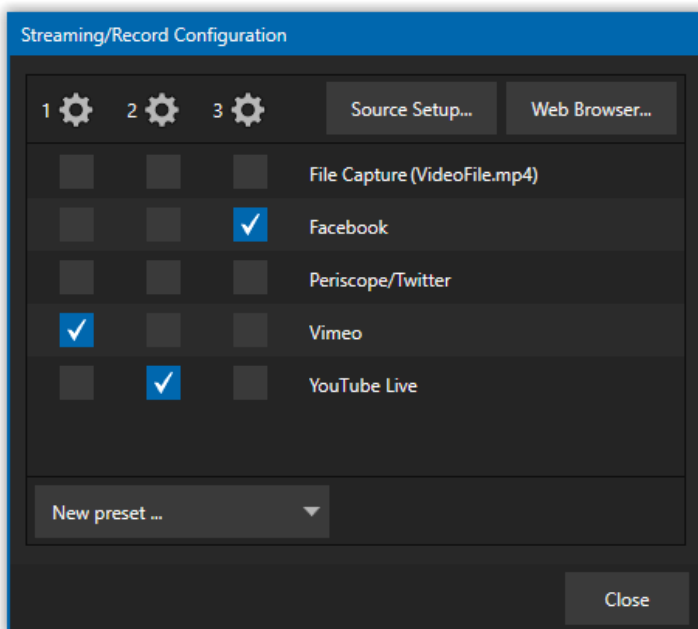 Streaming/Record Configuration
1 2 3 Source Setup... Web Browser...
File Capture (VideoFile.mp4)
Facebook
Periscope/Twitter
Vimeo
YouTube Live
New preset ...
Close